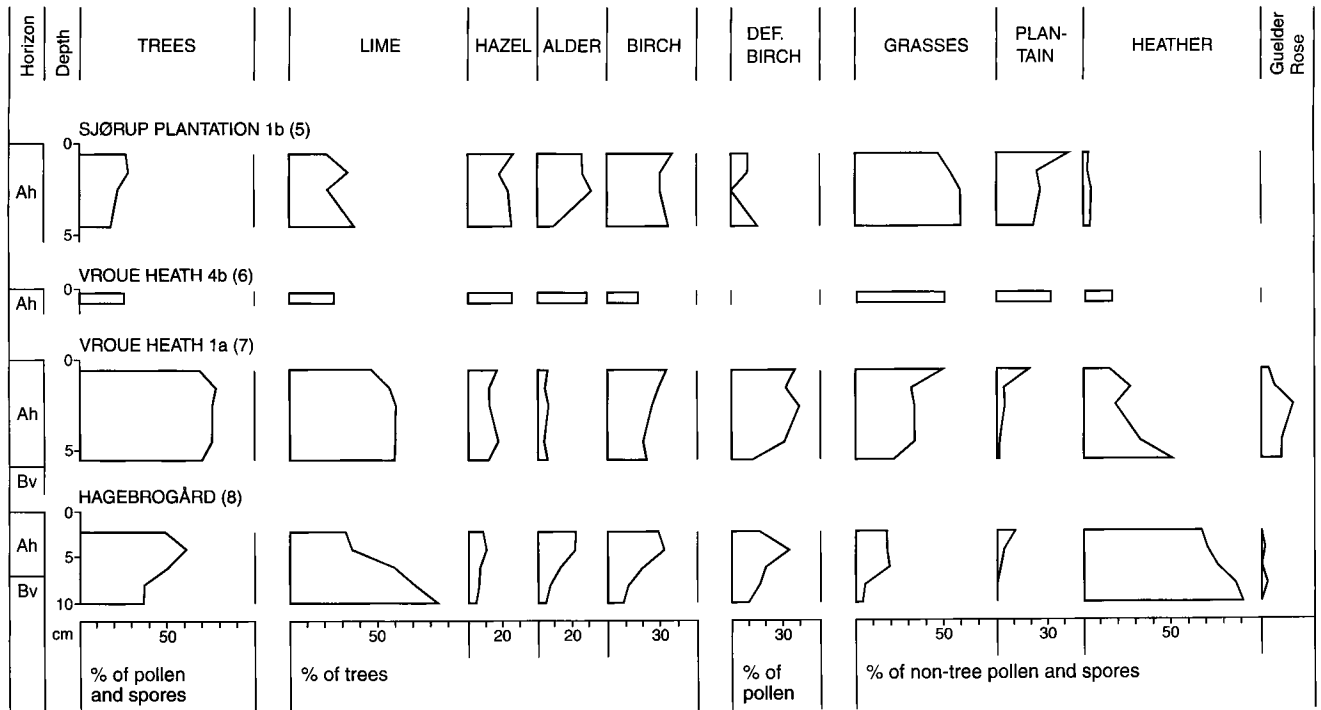 Horizon
Depth
TREES
LIME
HAZEL
ALDER
BIRCH
DEF.
BIRCH
GRASSES
PLAN-
TAIN
HEATHER
Guelder
Rose
SJØRUP PLANTATION 1b (5)
0
Ah
5
VROUE HEATH 4b (6)
0
Ah
VROUE HEATH 1a (7)
0
Ah
5
Bv
HAGEBROGÅRD (8)
0
Ah
5
Bv
10
cm
50
50
20
20
30
30
50
30
50
% of pollen
and spores
% of trees
% of
pollen
% of non-tree pollen and spores